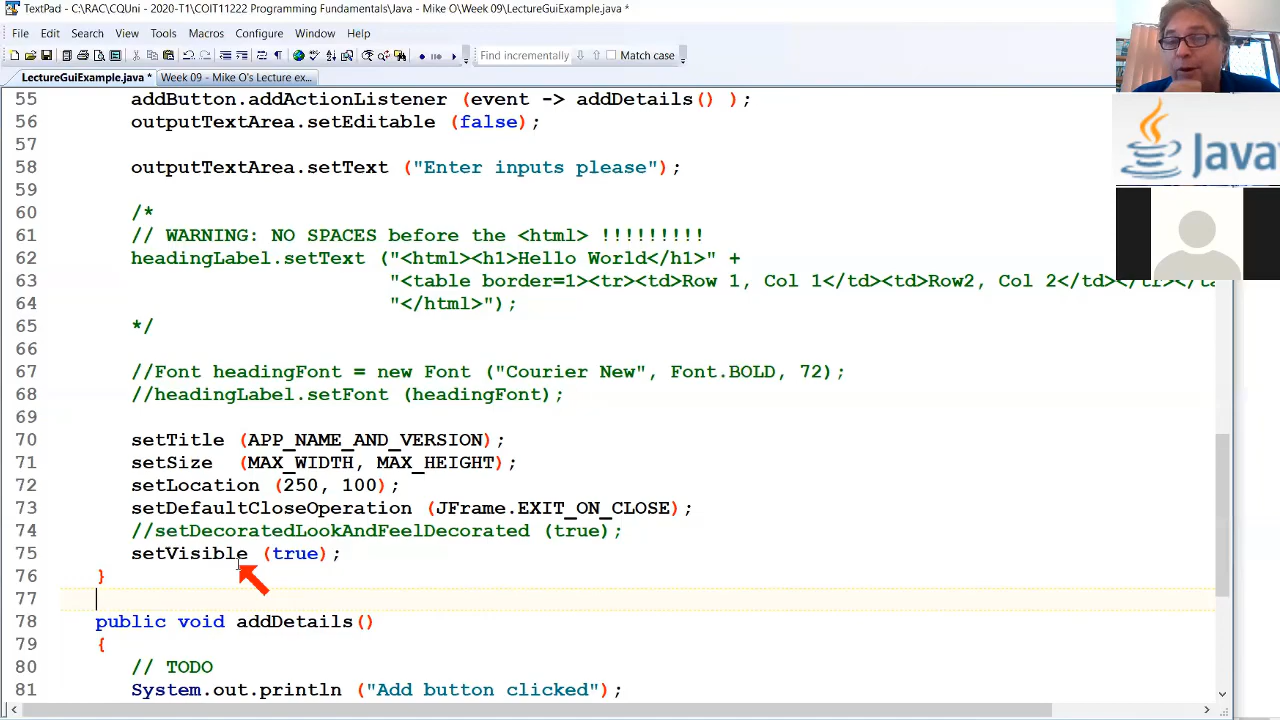 TextPad - C:\RAC\CQUni - 2020-T1\COIT11222 Programming Fundamentals\Java - Mike O\Week 09\LectureGuiExample.java *
File Edit Search View Tools Macros Configure Window Help
Find incrementally Match case
LectureGuiExample.java * Week 09 - Mike O's Lecture ex...
55 addButton.addActionListener (event -> addDetails() );
56 outputTextArea.setEditable (false);
57
58 outputTextArea.setText ("Enter inputs please");
59
60 /*
61 // WARNING: NO SPACES before the <html> !!!!!!!!!
62 headingLabel.setText ("<html><h1>Hello World</h1>" +
63 "<table border=1><tr><td>Row 1, Col 1</td><td>Row2, Col 2</td></tr></ta
64 "</html>");
65 */
66
67 //Font headingFont = new Font ("Courier New", Font.BOLD, 72);
68 //headingLabel.setFont (headingFont);
69
70 setTitle (APP_NAME_AND_VERSION);
71 setSize (MAX_WIDTH, MAX_HEIGHT);
72 setLocation (250, 100);
73 setDefaultCloseOperation (JFrame.EXIT_ON_CLOSE);
74 //setDecoratedLookAndFeelDecorated (true);
75 setVisible (true);
76 }
77
78 public void addDetails()
79 {
80 // TODO
81 System.out.println ("Add button clicked");
Java